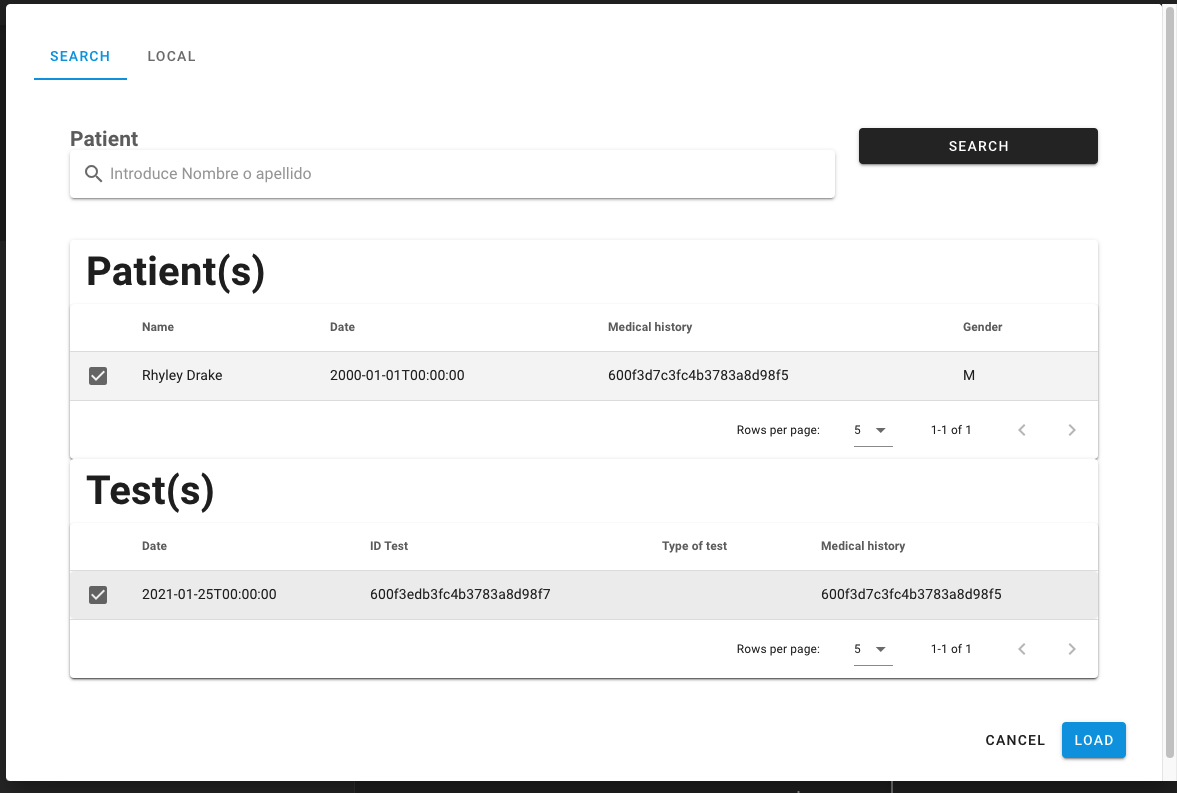 SEARCH LOCAL
Patient
SEARCH
Introduce Nombre o apellido
Patient(s)
Name Date Medical history Gender
Rhyley Drake 2000-01-01T00:00:00 600f3d7c3fc4b3783a8d98f5 M
Rows per page: 5 1-1 of 1
Test(s)
Date ID Test Type of test Medical history
2021-01-25T00:00:00 600f3edb3fc4b3783a8d98f7 600f3d7c3fc4b3783a8d98f5
Rows per page: 5 1-1 of 1
CANCEL LOAD